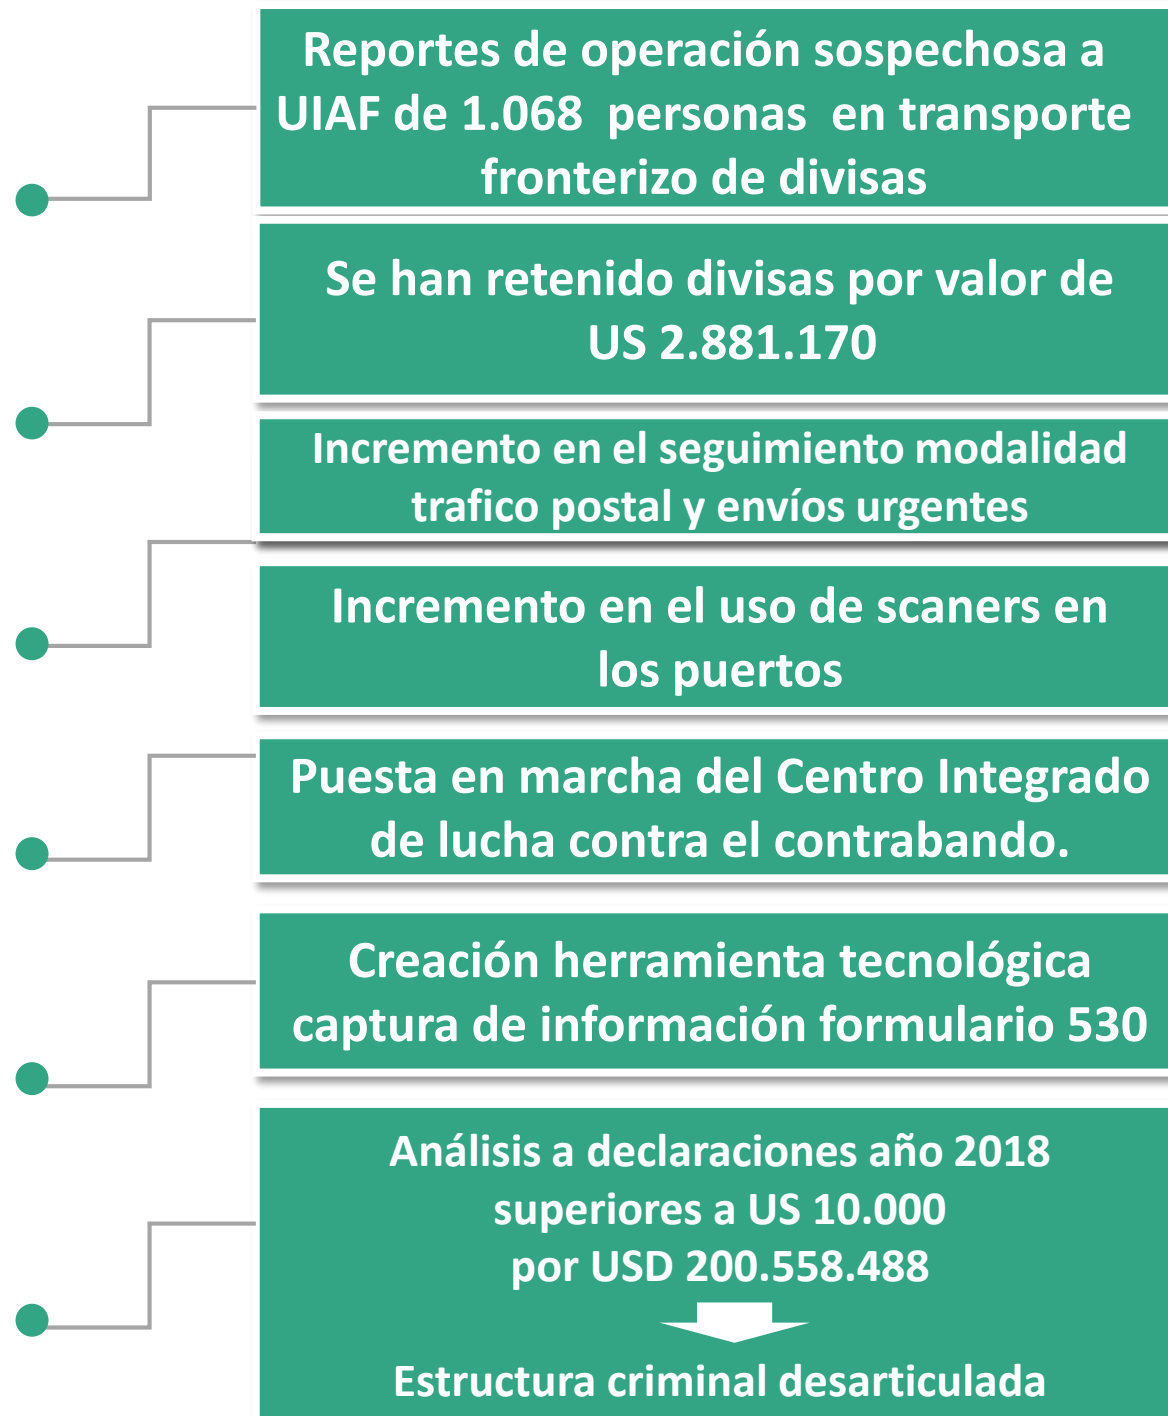 Reportes de operación sospechosa a
UIAF de 1.068 personas en transporte
fronterizo de divisas
Se han retenido divisas por valor de
US 2.881.170
Incremento en el seguimiento modalidad
trafico postal y envíos urgentes
Incremento en el uso de scaners en
los puertos
Puesta en marcha del Centro Integrado
de lucha contra el contrabando.
Creación herramienta tecnológica
captura de información formulario 530
Análisis a declaraciones año 2018
superiores a US 10.000
por USD 200.558.488
Estructura criminal desarticulada